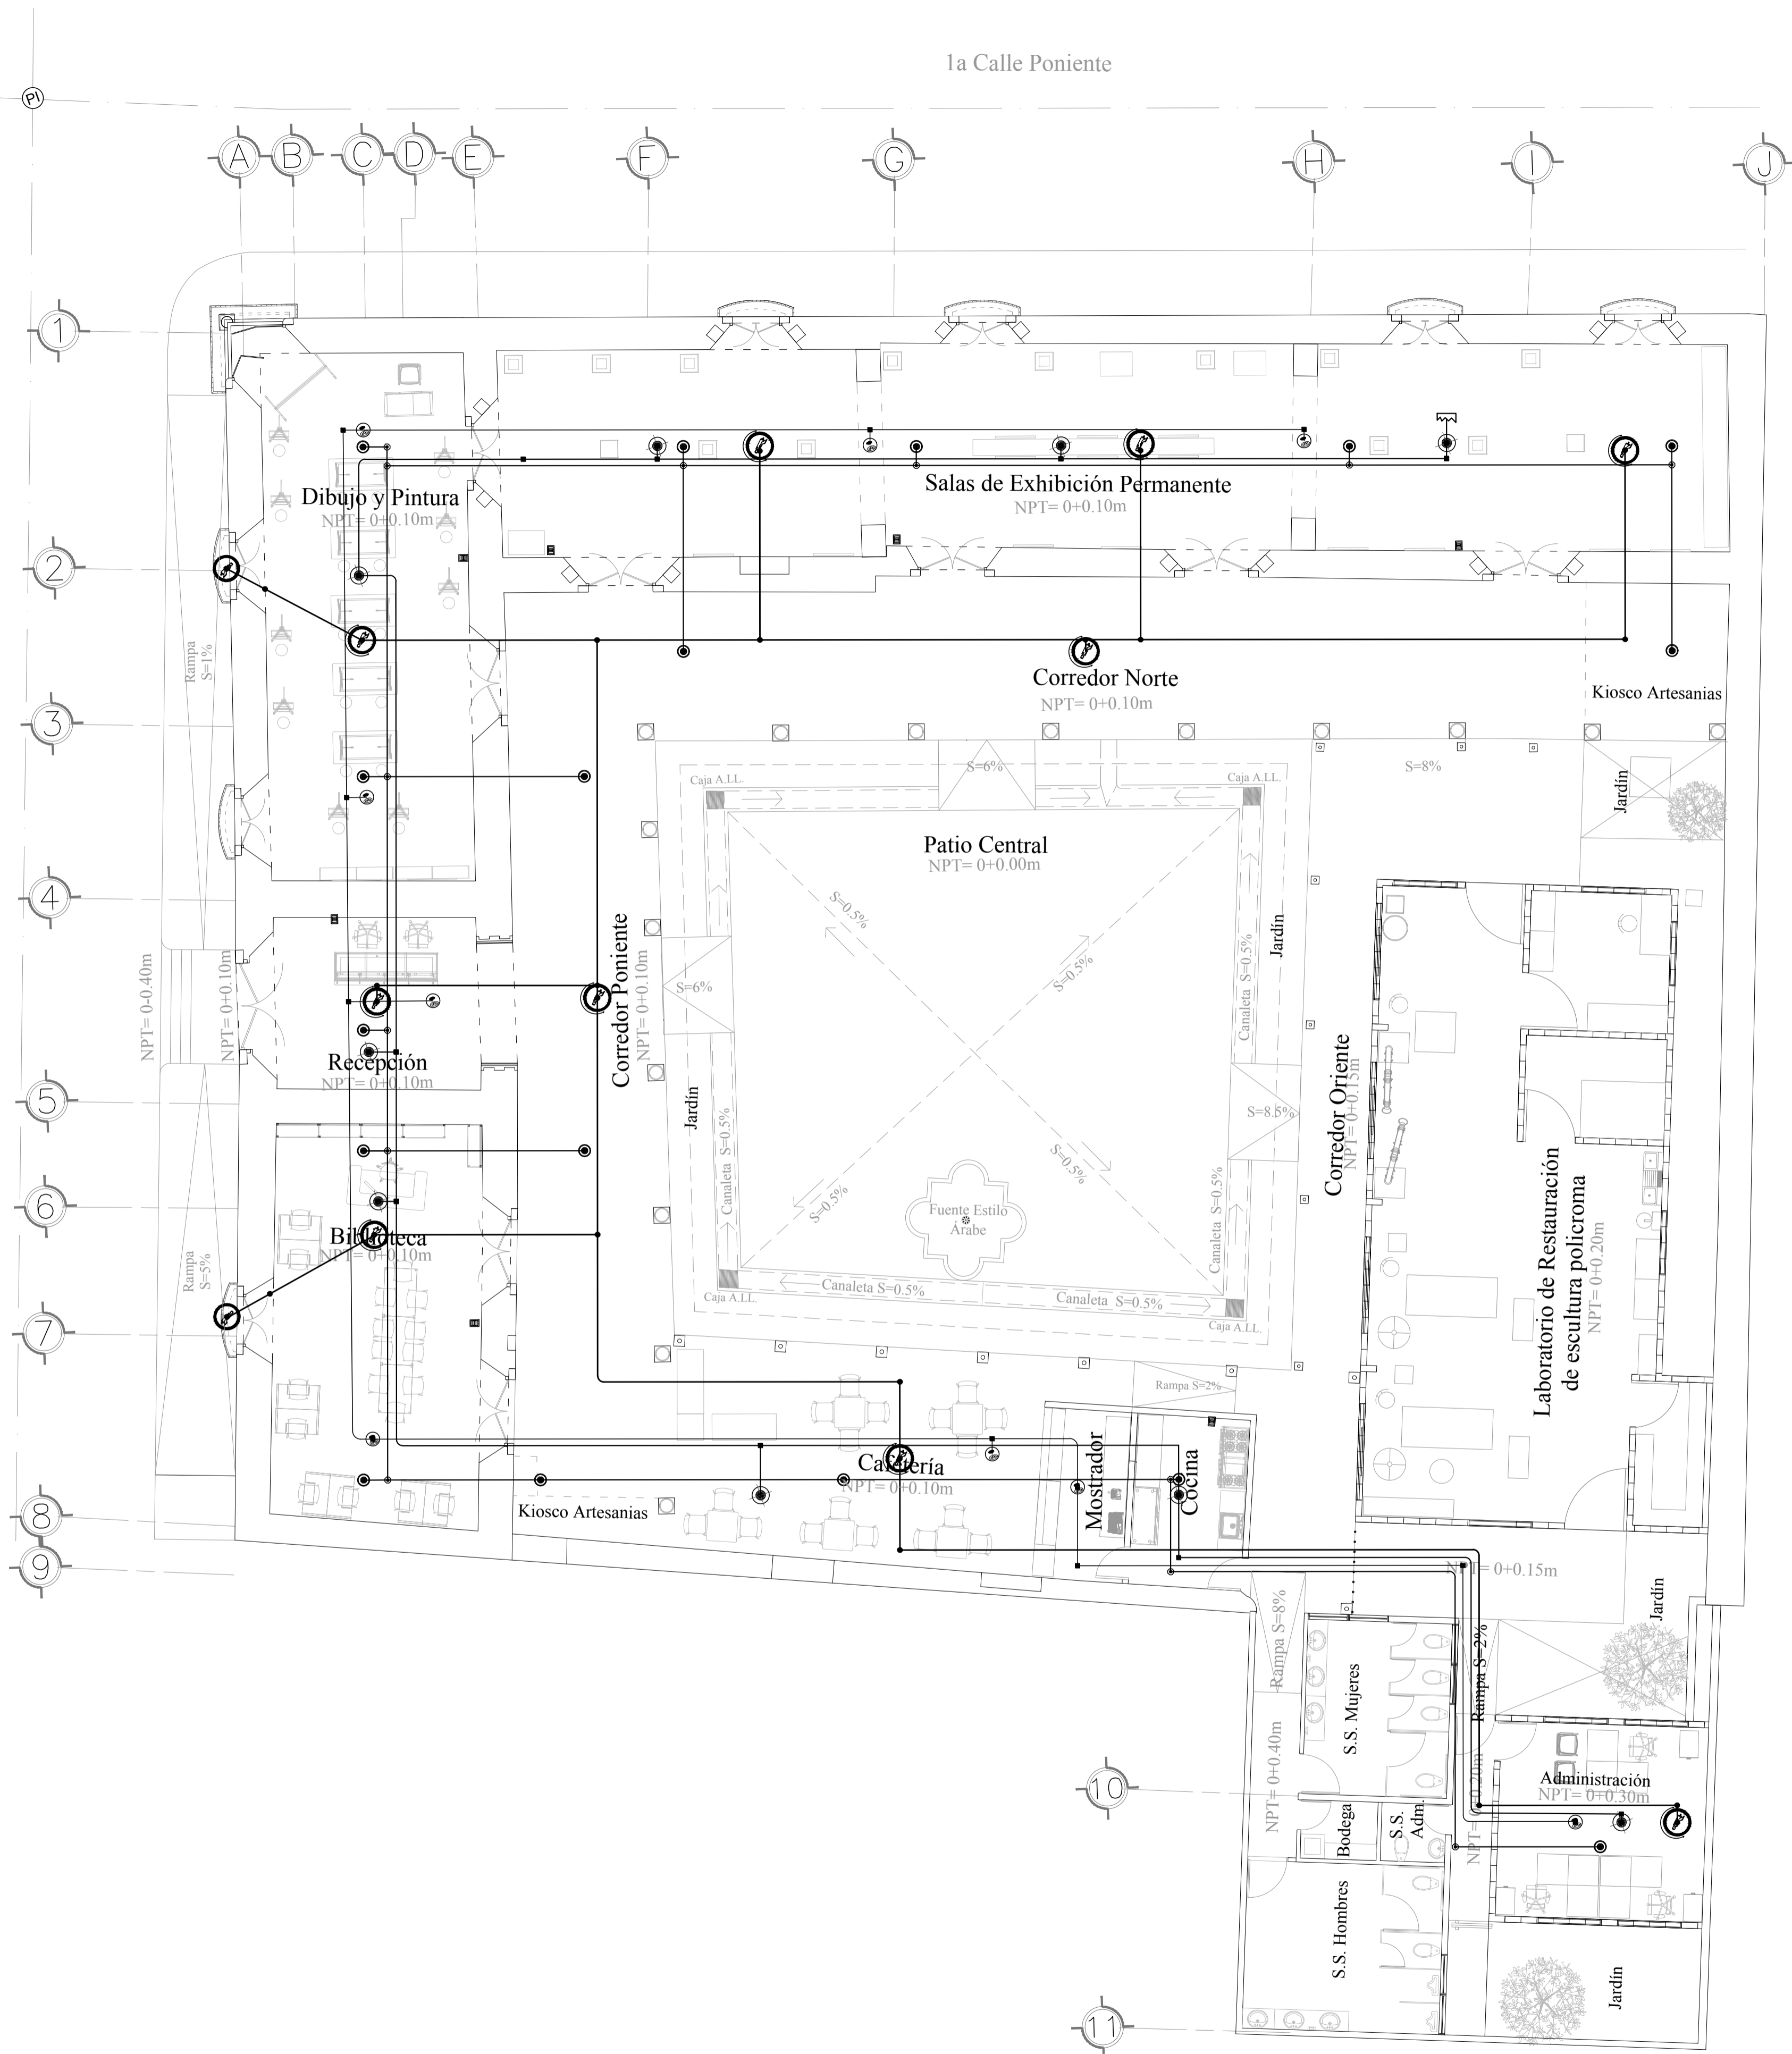 1a Calle Poniente
PI
A B C D E F G H I J
1
Dibujo y Pintura
NPT= 0+0.10m
Salas de Exhibición Permanente
NPT= 0+0.10m
2
Rampa
S=1%
Corredor Norte
NPT= 0+0.10m
Kiosco Artesanias
3
S=6%
S=8%
Caja A.LL.
Caja A.LL.
Jardín
Patio Central
NPT= 0+0.00m
4
S=0.5%
S=0.5%
Canaleta S=0.5%
Jardín
NPT= 0-0.40m
NPT= 0+0.10m
Corredor Poniente
NPT= 0+0.10m
S=6%
Recepción
NPT= 0+0.10m
5
Jardín
Canaleta S=0.5%
S=8.5%
Corredor Oriente
NPT= 0+0.15m
6
S=0.5%
S=0.5%
Fuente Estilo
Árabe
Canaleta S=0.5%
Biblioteca
NPT= 0+0.10m
Rampa
S=5%
Laboratorio de Restauración
de escultura policroma
NPT= 0+0.20m
7
Canaleta S=0.5%
Canaleta S=0.5%
Caja A.LL.
Caja A.LL.
Rampa S=2%
Cafetería
NPT= 0+0.10m
Mostrador
Cocina
8
Kiosco Artesanias
9
NPT= 0+0.15m
Jardín
Rampa S=8%
Rampa S=2%
S.S. Mujeres
NPT= 0+0.40m
10
Administración
NPT= 0+0.30m
Bodega
S.S.
Adm.
S.S. Hombres
Jardín
11